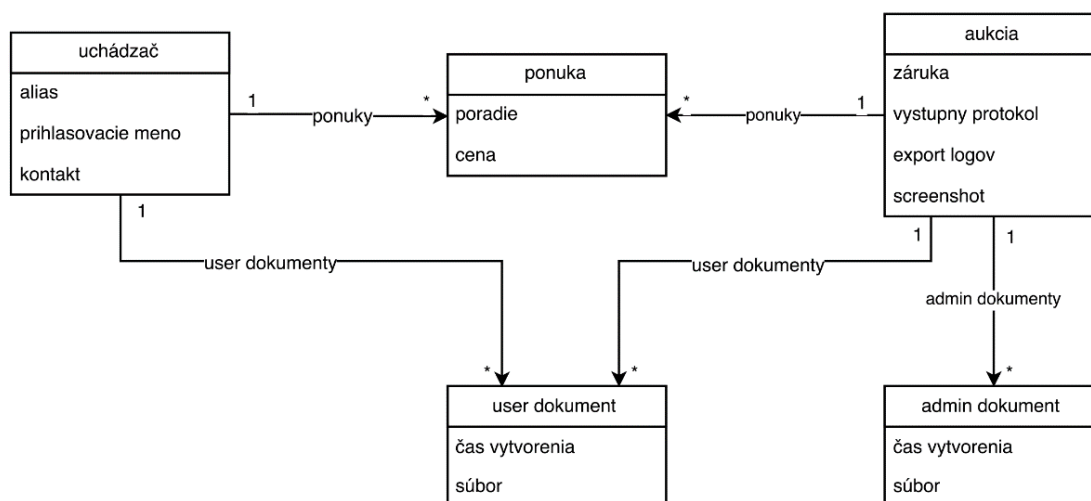 uchádzač
alias
prihlasovacie meno
kontakt
1
ponuky
*
ponuka
poradie
cena
*
ponuky
1
aukcia
záruka
vystupny protokol
export logov
screenshot
1
user dokumenty
*
1
user dokumenty
*
1
admin dokumenty
*
user dokument
čas vytvorenia
súbor
admin dokument
čas vytvorenia
súbor